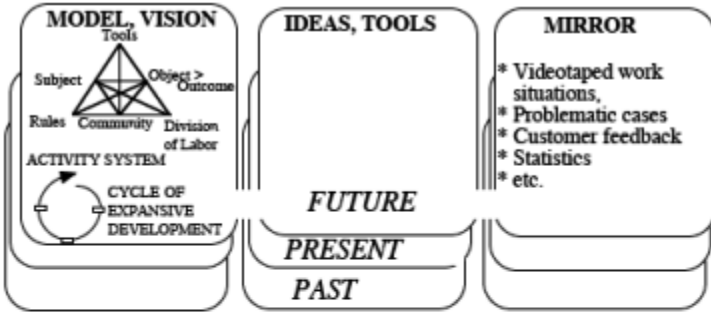 MODEL, VISION
Tools
Subject
Object >
Outcome
Rules
Community
Division
of Labor
ACTIVITY SYSTEM
CYCLE OF
EXPANSIVE
DEVELOPMENT
IDEAS, TOOLS
FUTURE
PRESENT
PAST
MIRROR
* Videotaped work
situations,
* Problematic cases
* Customer feedback
* Statistics
* etc.